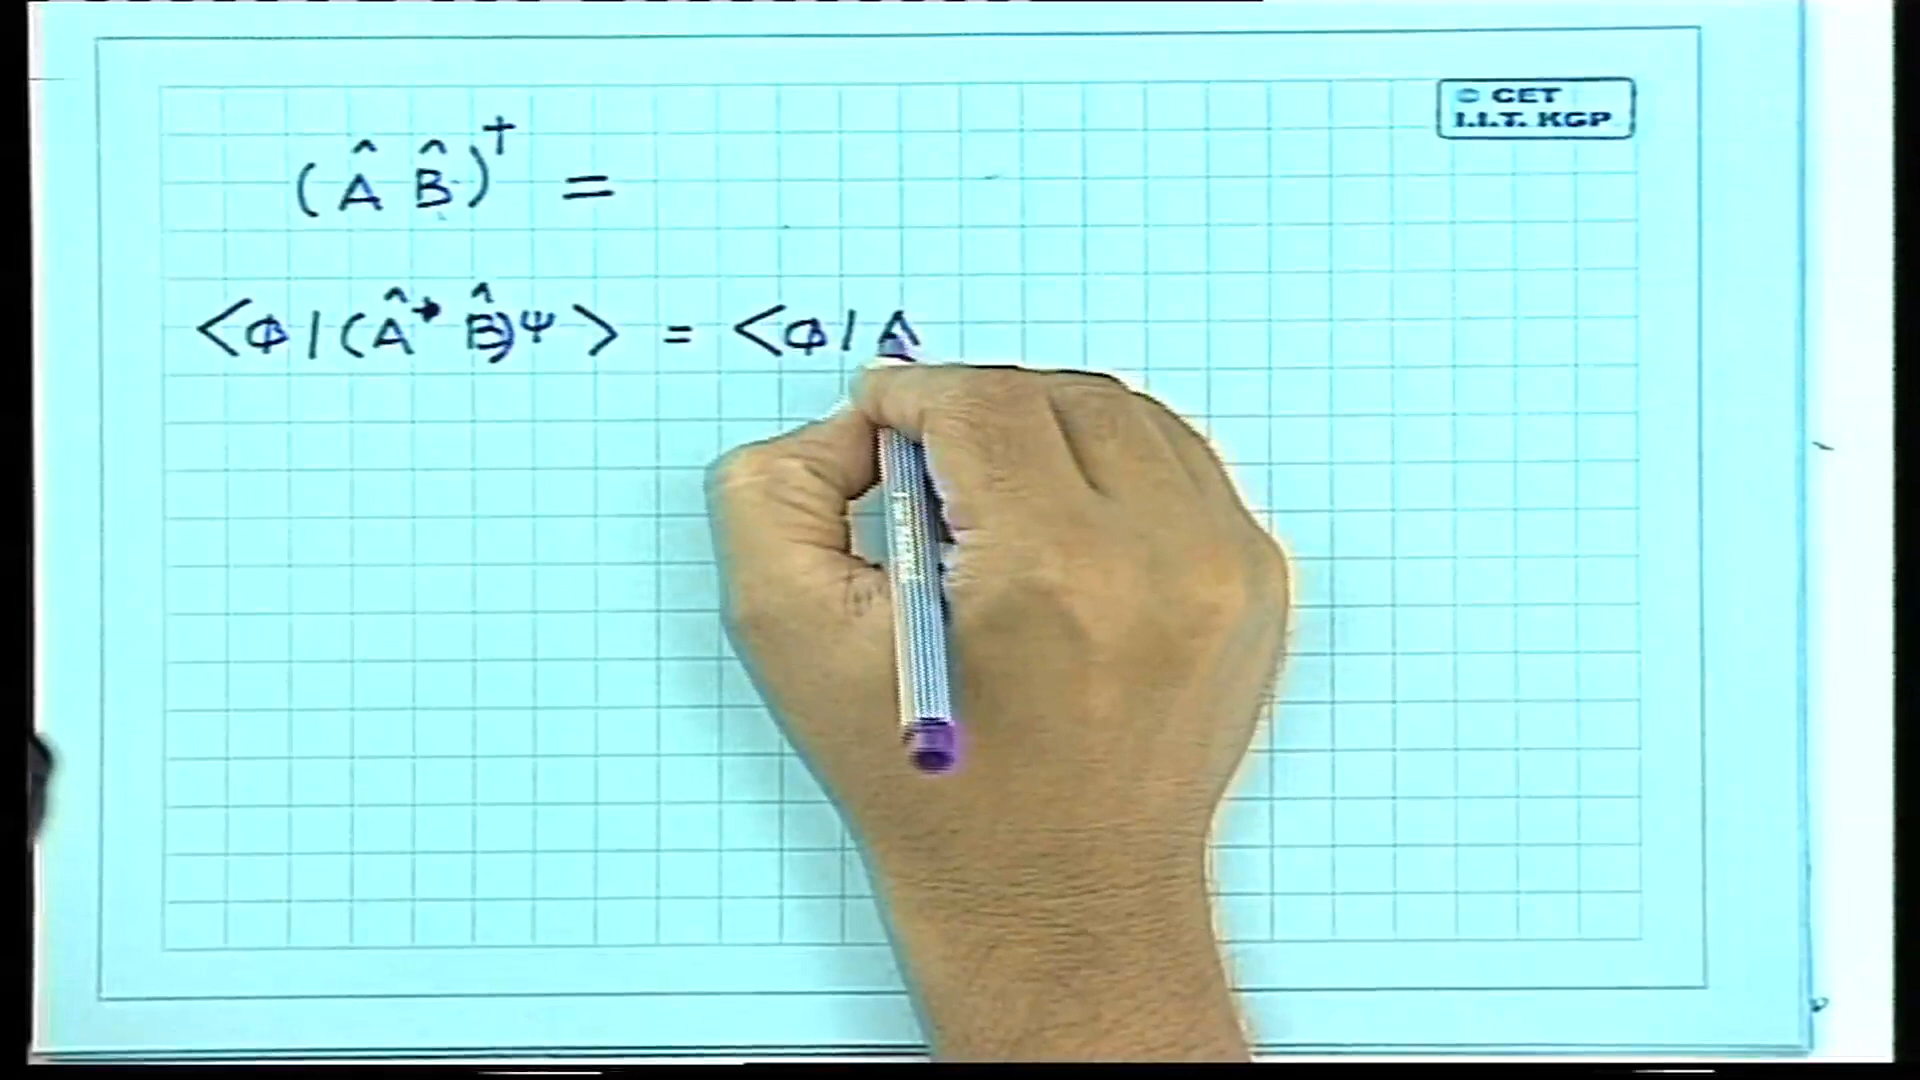 © CET
I.I.T. KGP
(Â B̂)† =
<φ|(Â B̂)ψ> = <φ|A